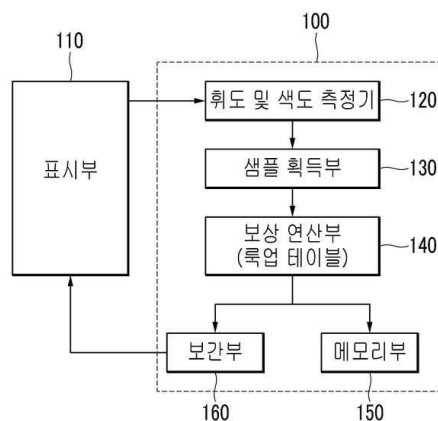 100
110
휘도 및 색도 측정기
120
샘플 획득부
130
표시부
보상 연산부
(룩업 테이블)
140
보간부
메모리부
160
150